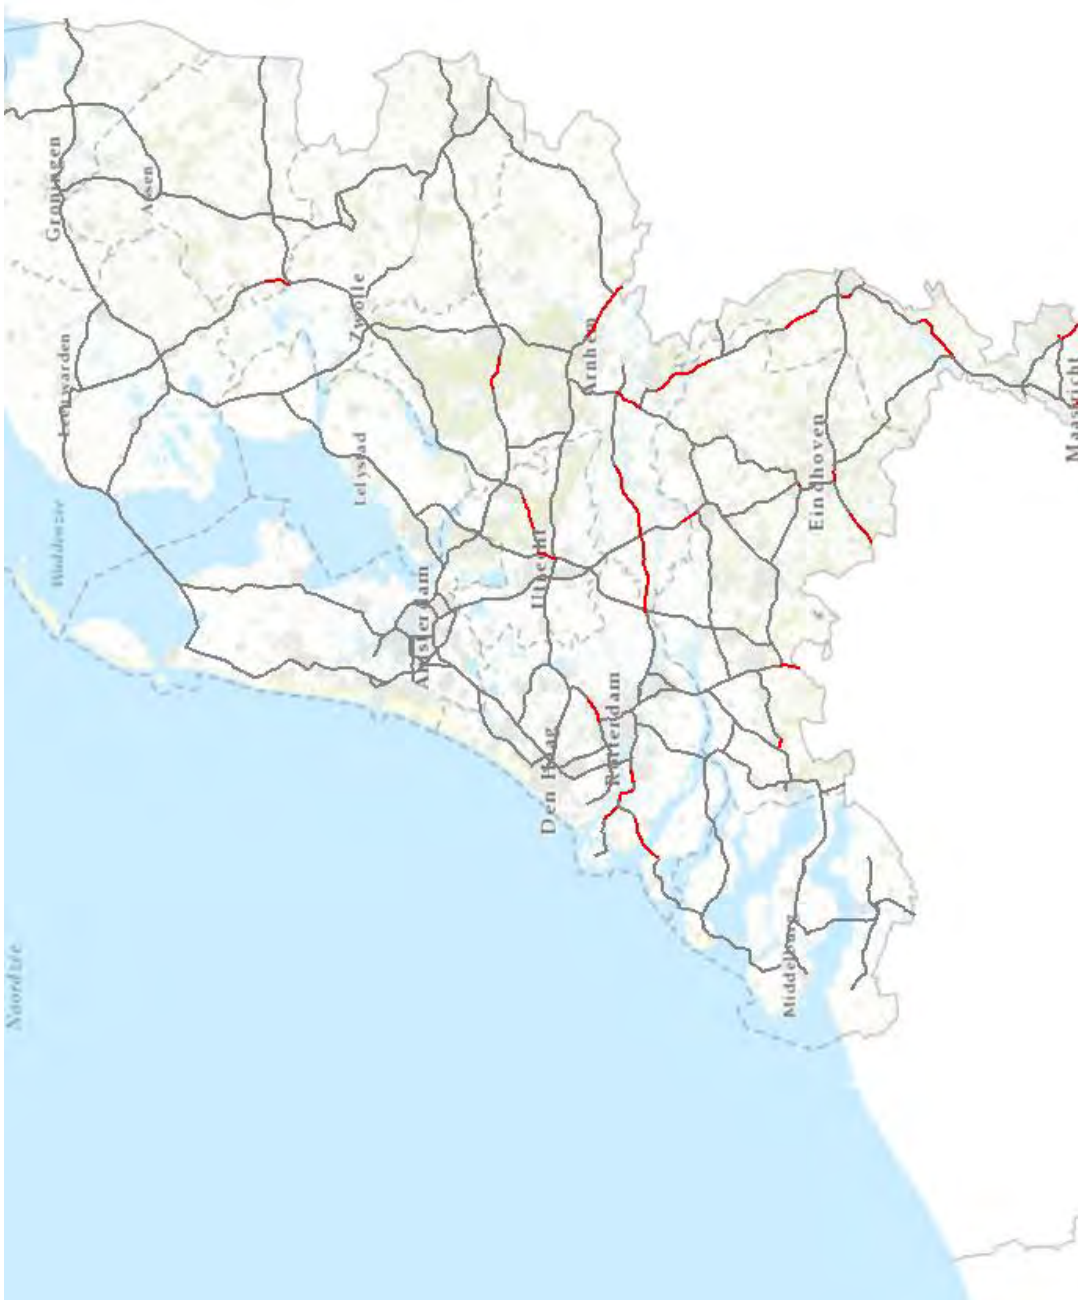 Groningen
Assen
Leeuwarden
Waddenzee
Zwolle
Lelystad
Noordzee
Amsterdam
Utrecht
Arnhem
Den Haag
Rotterdam
Eindhoven
Middelburg
Maastricht